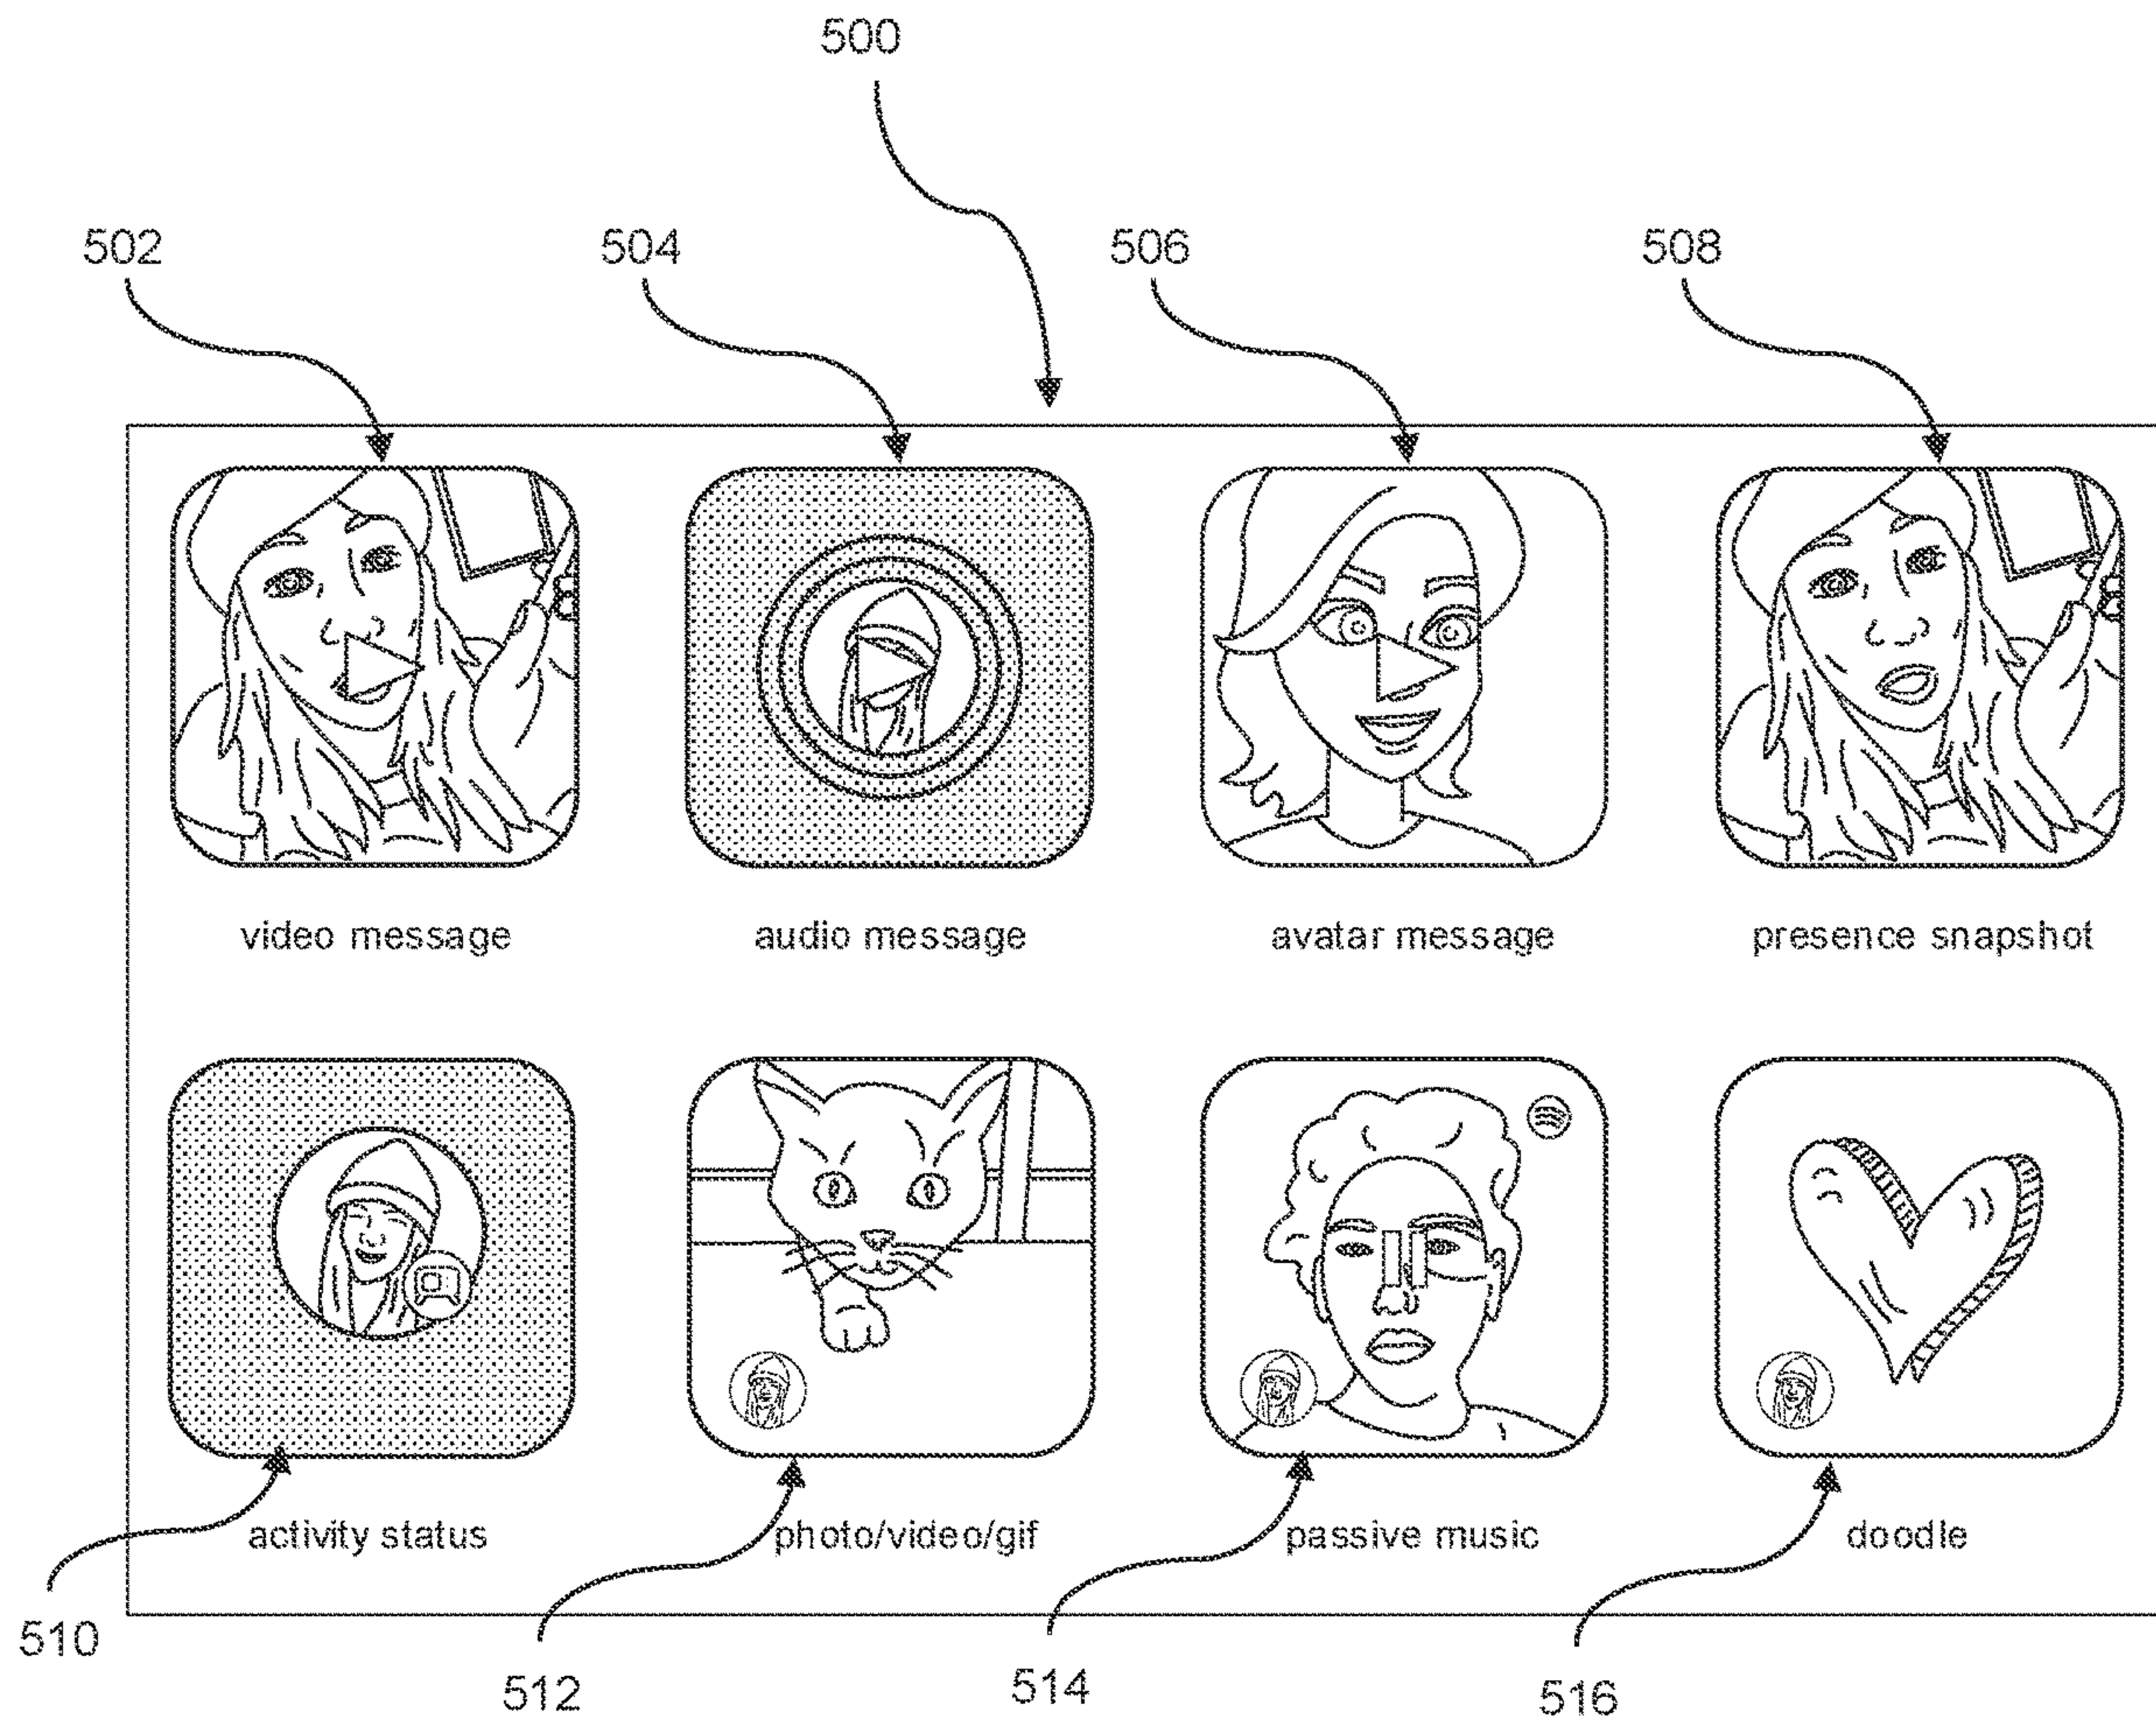 500
502
504
506
508
video message
audio message
avatar message
presence snapshot
activity status
photo/video/gif
passive music
doodle
510
512
514
516